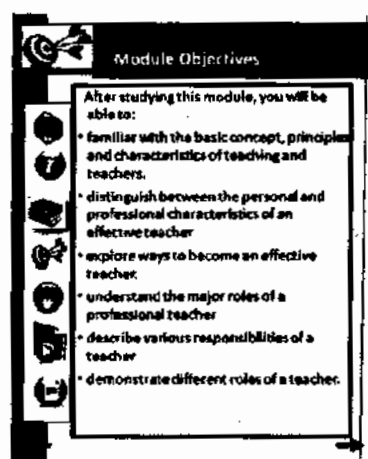 Module Objectives
After studying this module, you will be
able to:
• familiar with the basic concept, principles
and characteristics of teaching and
teachers.
• distinguish between the personal and
professional characteristics of an
effective teacher
• explore ways to become an effective
teacher.
• understand the major roles of a
professional teacher
• describe various responsibilities of a
teacher
• demonstrate different roles of a teacher.